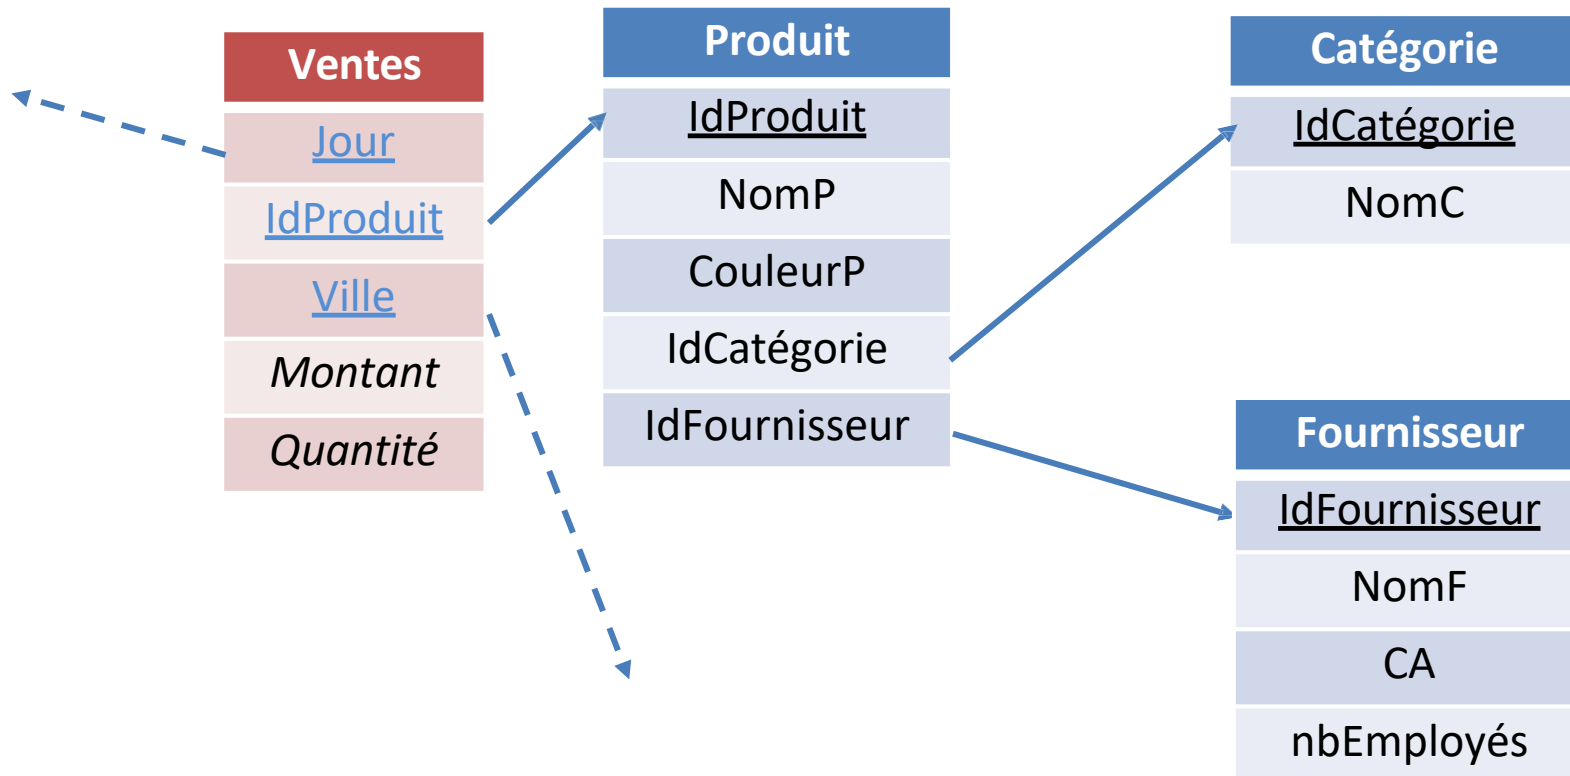 Ventes
Jour
IdProduit
Ville
Montant
Quantité
Produit
IdProduit
NomP
CouleurP
IdCatégorie
IdFournisseur
Catégorie
IdCatégorie
NomC
Fournisseur
IdFournisseur
NomF
CA
nbEmployés